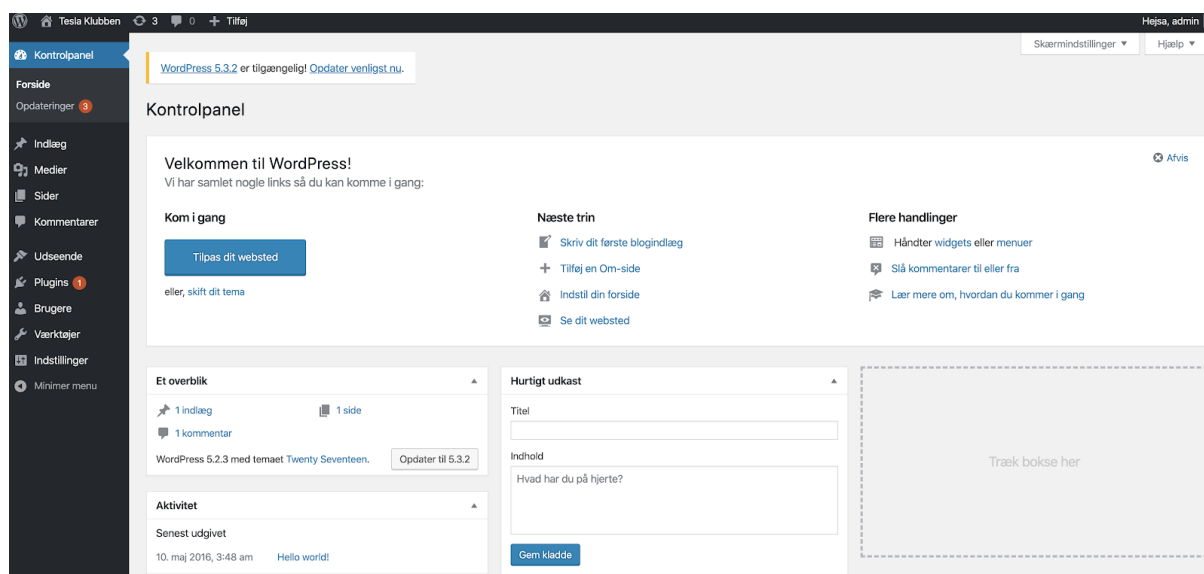 Tesla Klubben 3 0 + Tilføj Hejsa, admin
Skærmindstillinger ▼ Hjælp ▼
Kontrolpanel
Forside
Opdateringer 3
Indlæg
Medier
Sider
Kommentarer
Udseende
Plugins 1
Brugere
Værktøjer
Indstillinger
Minimer menu
WordPress 5.3.2 er tilgængelig! Opdater venligst nu.
Kontrolpanel
Velkommen til WordPress!
Afvis
Vi har samlet nogle links så du kan komme i gang:
Kom i gang
Tilpas dit websted
eller, skift dit tema
Næste trin
Skriv dit første blogindlæg
Tilføj en Om-side
Indstil din forside
Se dit websted
Flere handlinger
Håndter widgets eller menuer
Slå kommentarer til eller fra
Lær mere om, hvordan du kommer i gang
Et overblik
1 indlæg
1 side
1 kommentar
WordPress 5.2.3 med temaet Twenty Seventeen.
Opdater til 5.3.2
Aktivitet
Senest udgivet
10. maj 2016, 3:48 am Hello world!
Hurtigt udkast
Titel
Indhold
Hvad har du på hjerte?
Gem kladde
Træk bokse her